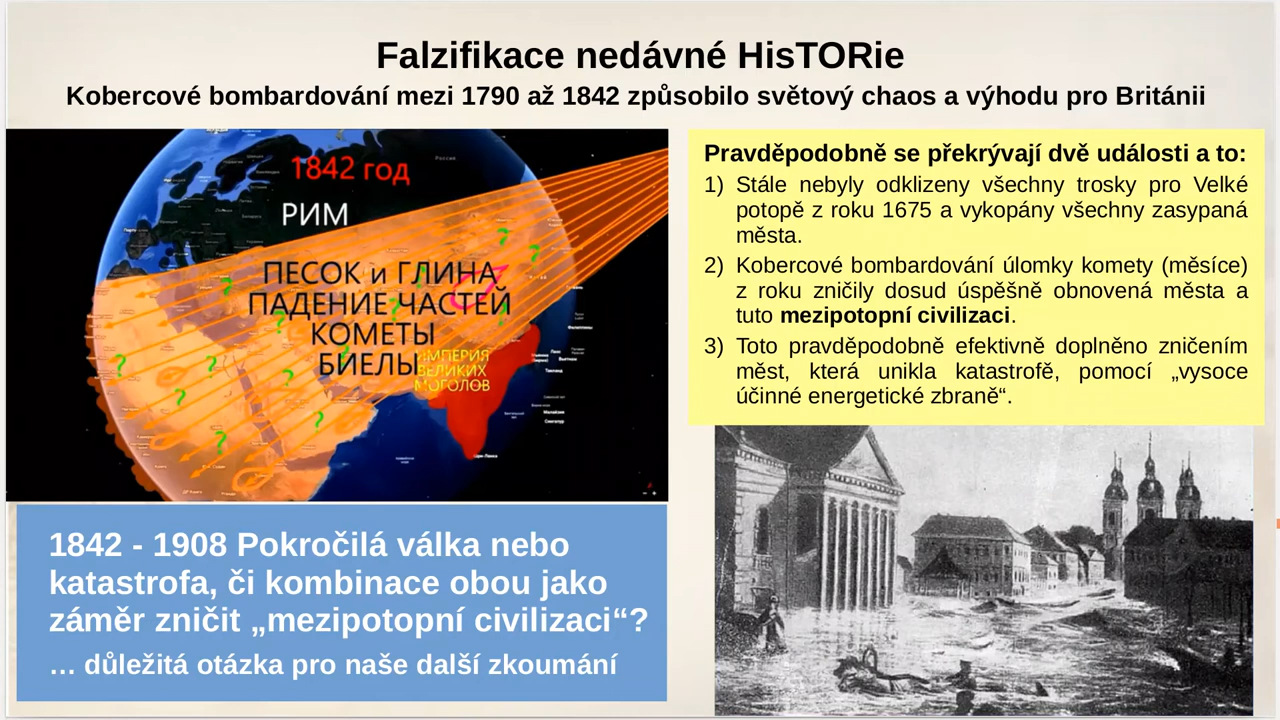 Falzifikace nedávné HisTORie
Kobercové bombardování mezi 1790 až 1842 způsobilo světový chaos a výhodu pro Británii
1842 год
Россия
РИМ
ПЕСОК и ГЛИНА
ПАДЕНИЕ ЧАСТЕЙ
КОМЕТЫ
БИЕЛЫ
ИМПЕРИЯ
ВЕЛИКИХ
МОГОЛОВ
Pravděpodobně se překrývají dvě události a to:
1) Stále nebyly odklizeny všechny trosky pro Velké
potopě z roku 1675 a vykopány všechny zasypaná
města.
2) Kobercové bombardování úlomky komety (měsíce)
z roku zničily dosud úspěšně obnovená města a
tuto mezipotopní civilizaci.
3) Toto pravděpodobně efektivně doplněno zničením
měst, která unikla katastrofě, pomocí „vysoce
účinné energetické zbraně“.
1842 - 1908 Pokročilá válka nebo
katastrofa, či kombinace obou jako
záměr zničit „mezipotopní civilizaci“?
… důležitá otázka pro naše další zkoumání